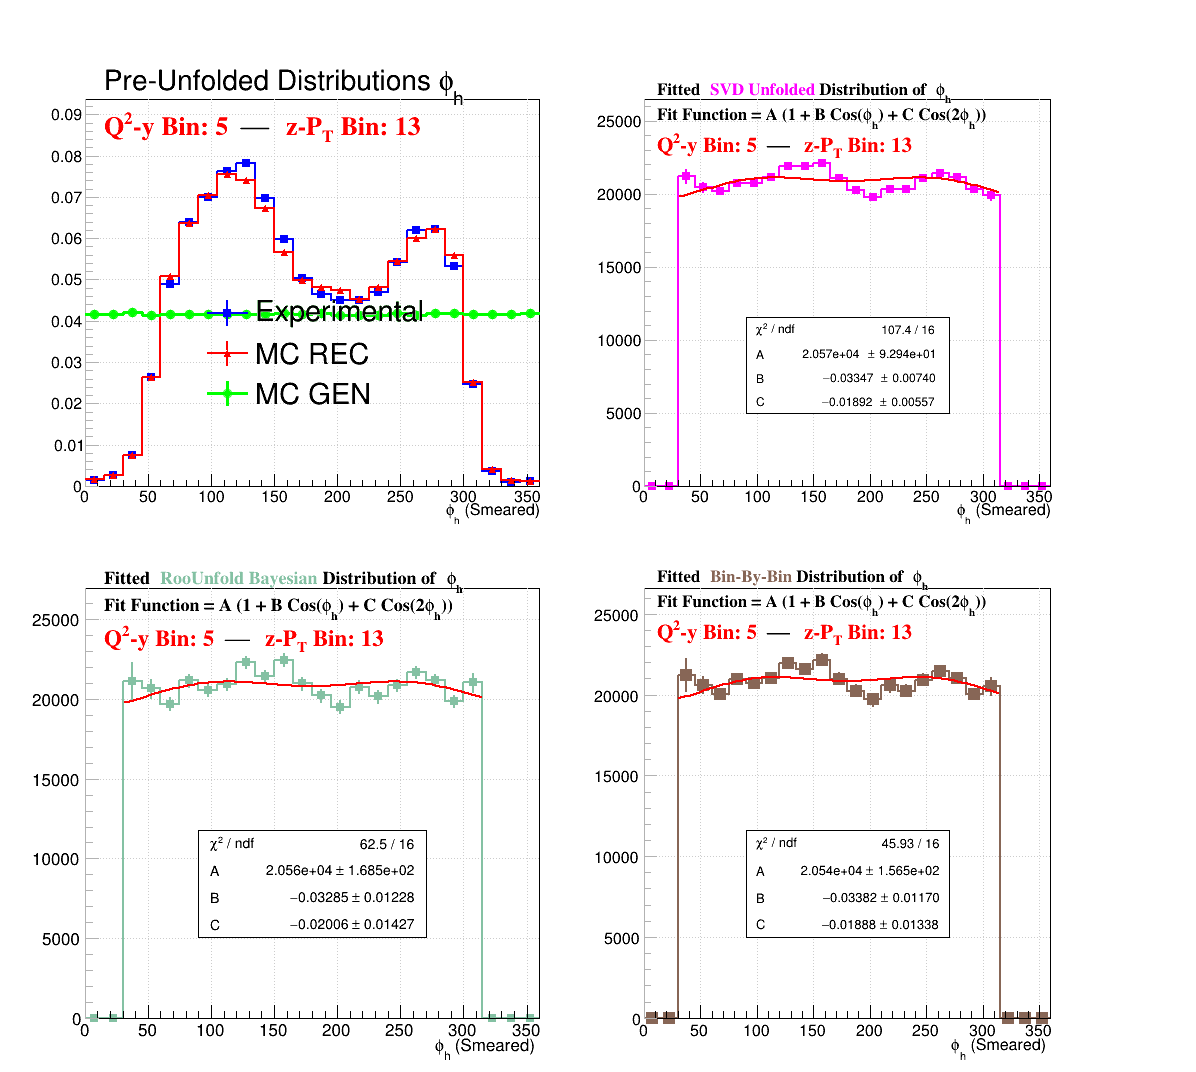 Pre-Unfolded Distributions ϕh
Q²-y Bin: 5 — z-PT Bin: 13
0.09
0.08
0.07
0.06
0.05
0.04
0.03
0.02
0.01
0
Experimental
MC REC
MC GEN
0 50 100 150 200 250 300 350
ϕh (Smeared)
Fitted SVD Unfolded Distribution of ϕh
Fit Function = A (1 + B Cos(ϕh) + C Cos(2ϕh))
Q²-y Bin: 5 — z-PT Bin: 13
25000
20000
15000
10000
5000
0
χ² / ndf 107.4 / 16
A 2.057e+04 ± 9.294e+01
B −0.03347 ± 0.00740
C −0.01892 ± 0.00557
0 50 100 150 200 250 300 350
ϕh (Smeared)
Fitted RooUnfold Bayesian Distribution of ϕh
Fit Function = A (1 + B Cos(ϕh) + C Cos(2ϕh))
Q²-y Bin: 5 — z-PT Bin: 13
25000
20000
15000
10000
5000
0
χ² / ndf 62.5 / 16
A 2.056e+04 ± 1.685e+02
B −0.03285 ± 0.01228
C −0.02006 ± 0.01427
0 50 100 150 200 250 300 350
ϕh (Smeared)
Fitted Bin-By-Bin Distribution of ϕh
Fit Function = A (1 + B Cos(ϕh) + C Cos(2ϕh))
Q²-y Bin: 5 — z-PT Bin: 13
25000
20000
15000
10000
5000
0
χ² / ndf 45.93 / 16
A 2.054e+04 ± 1.565e+02
B −0.03382 ± 0.01170
C −0.01888 ± 0.01338
0 50 100 150 200 250 300 350
ϕh (Smeared)